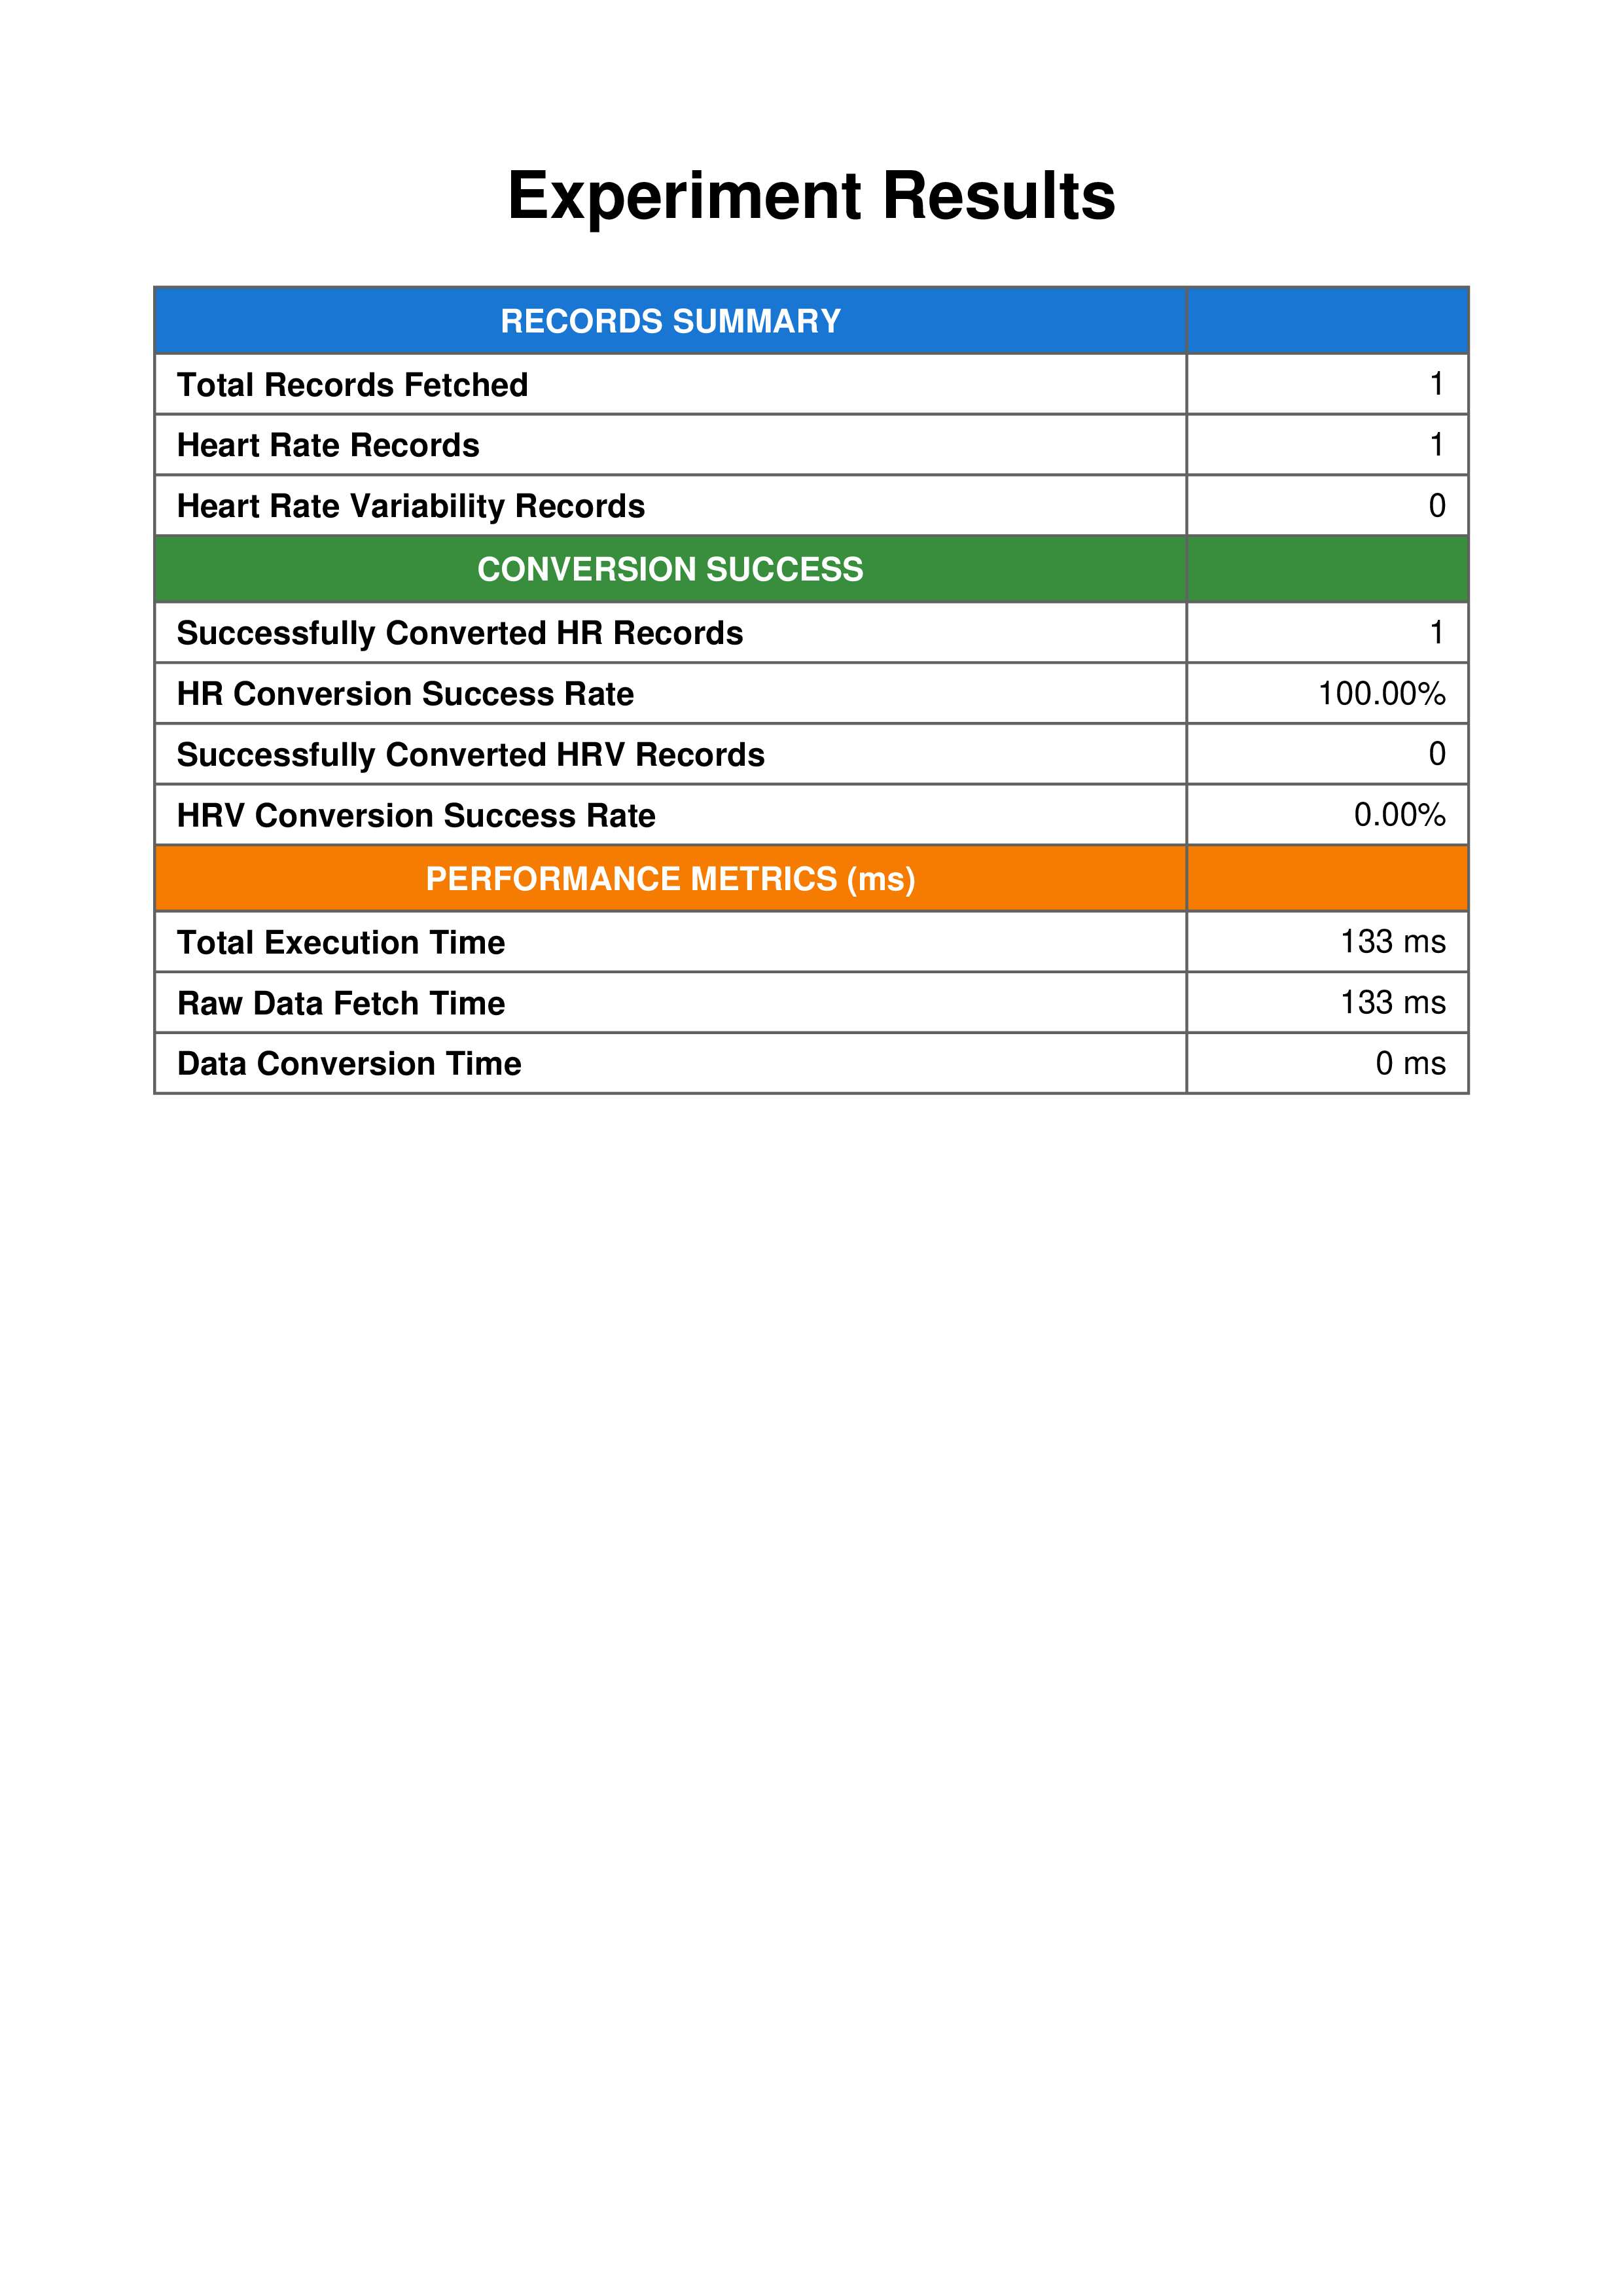 Experiment Results
RECORDS SUMMARY
Total Records Fetched 1
Heart Rate Records 1
Heart Rate Variability Records 0
CONVERSION SUCCESS
Successfully Converted HR Records 1
HR Conversion Success Rate 100.00%
Successfully Converted HRV Records 0
HRV Conversion Success Rate 0.00%
PERFORMANCE METRICS (ms)
Total Execution Time 133 ms
Raw Data Fetch Time 133 ms
Data Conversion Time 0 ms